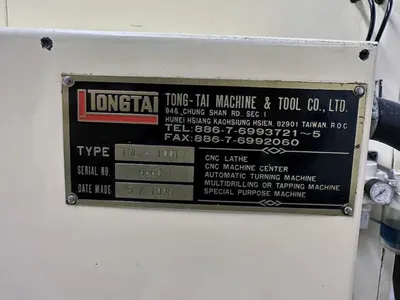 TONGTAI
TONG-TAI MACHINE & TOOL CO., LTD.
946, CHUNG SHAN RD. SEC 1
HUNEI HSIANG KAOHSIUNG HSIEN, 82901 TAIWAN, R.O.C
TEL:886-7-6993721~5
FAX:886-7-6992060
TYPE
SERIAL NO.
DATE MADE
CNC LATHE
CNC MACHINE CENTER
AUTOMATIC TURNING MACHINE
MULTIDRILLING OR TAPPING MACHINE
SPECIAL PURPOSE MACHINE